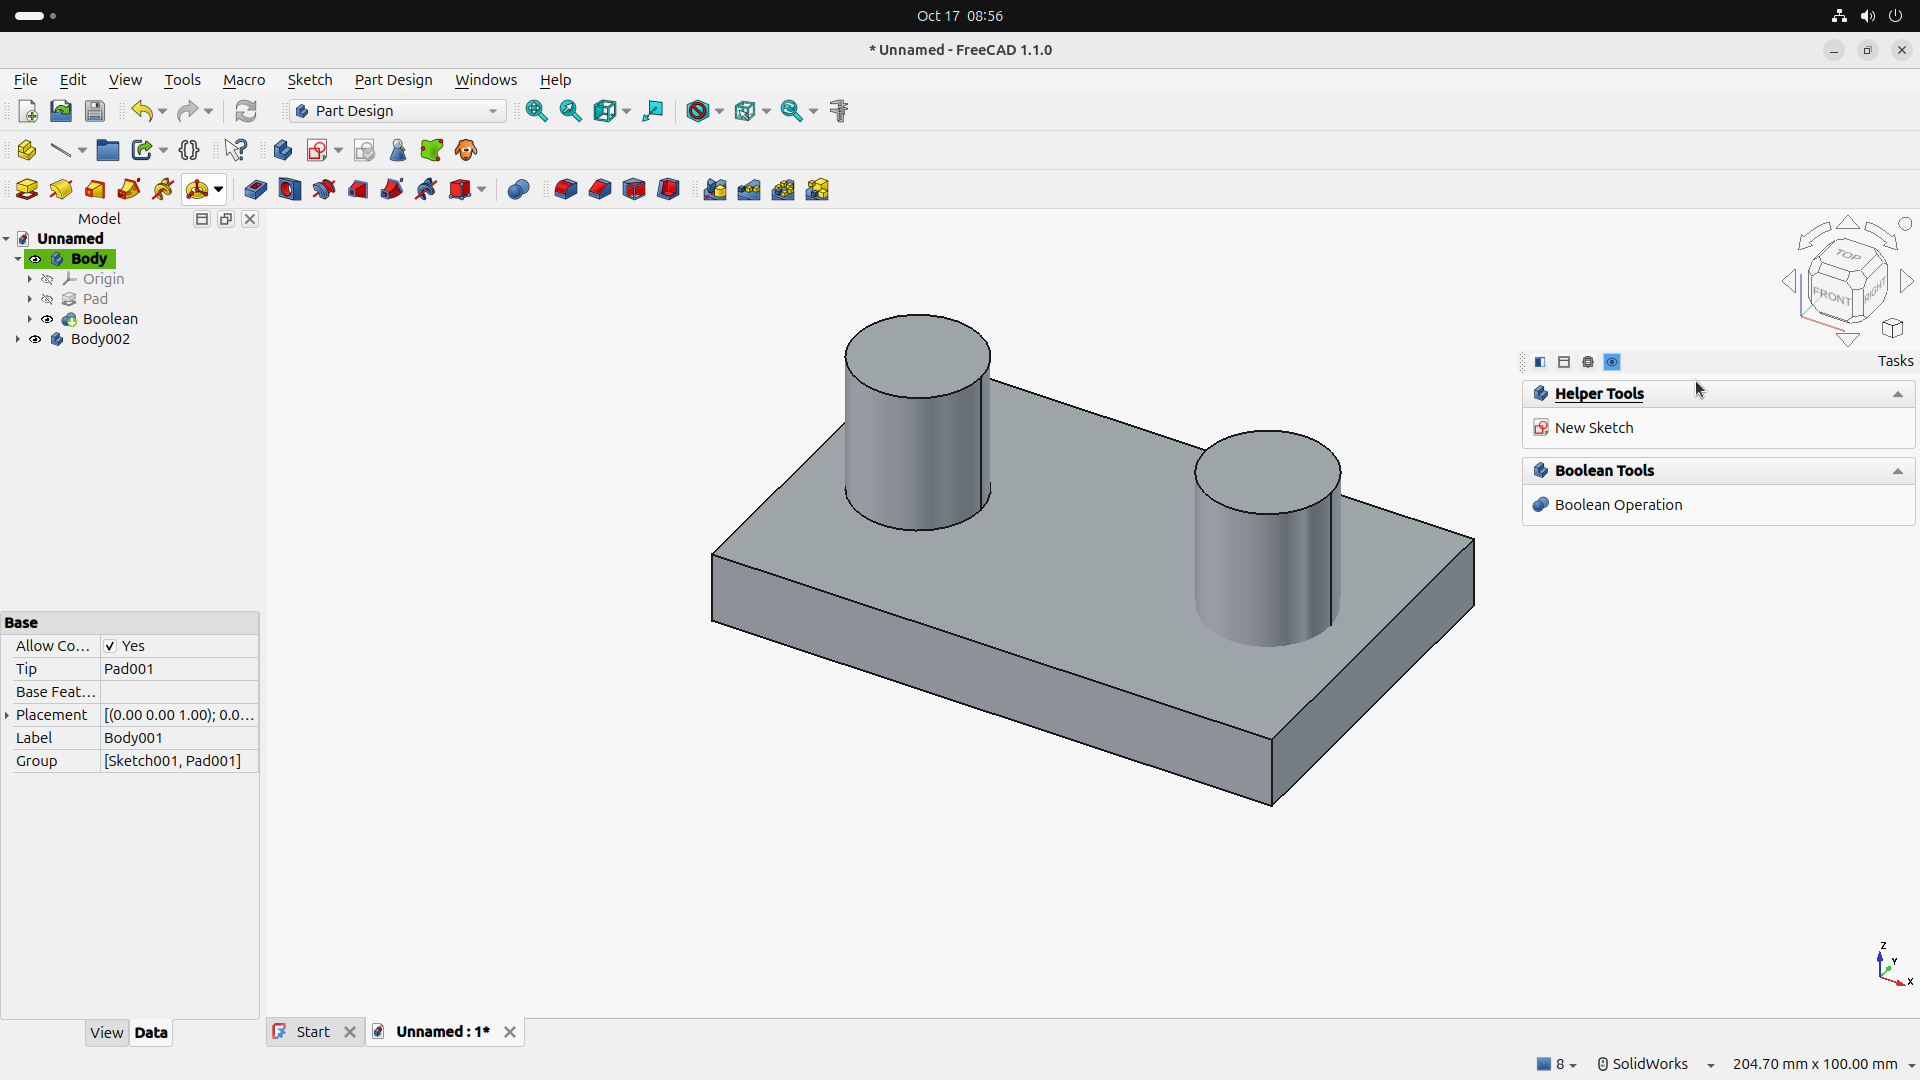 Oct 17 08:56
* Unnamed - FreeCAD 1.1.0
File Edit View Tools Macro Sketch Part Design Windows Help
Part Design
Model
Unnamed
Body
Origin
Pad
Boolean
Body002
TOP
FRONT
RIGHT
Tasks
Helper Tools
New Sketch
Boolean Tools
Boolean Operation
Base
Allow Co... Yes
Tip Pad001
Base Feat...
Placement [(0.00 0.00 1.00); 0.0...
Label Body001
Group [Sketch001, Pad001]
Z
Y
X
View Data
Start
Unnamed : 1*
8 SolidWorks 204.70 mm x 100.00 mm